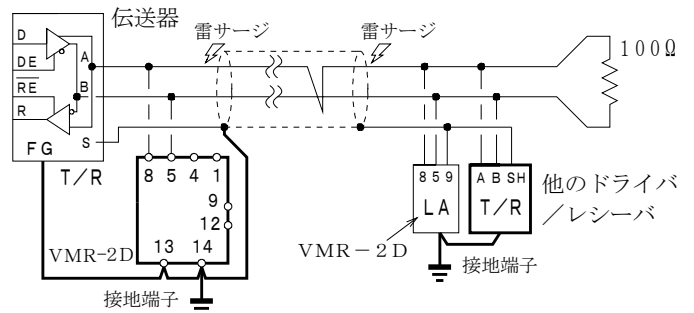 伝送器
雷サージ
雷サージ
D
DE
RE
R
A
B
S
FG
T/R
100Ω
8 5 4 1
9
12
13 14
VMR-2D
接地端子
8 5 9
LA
VMR-2D
A B SH
T/R
他のドライバ
/レシーバ
接地端子